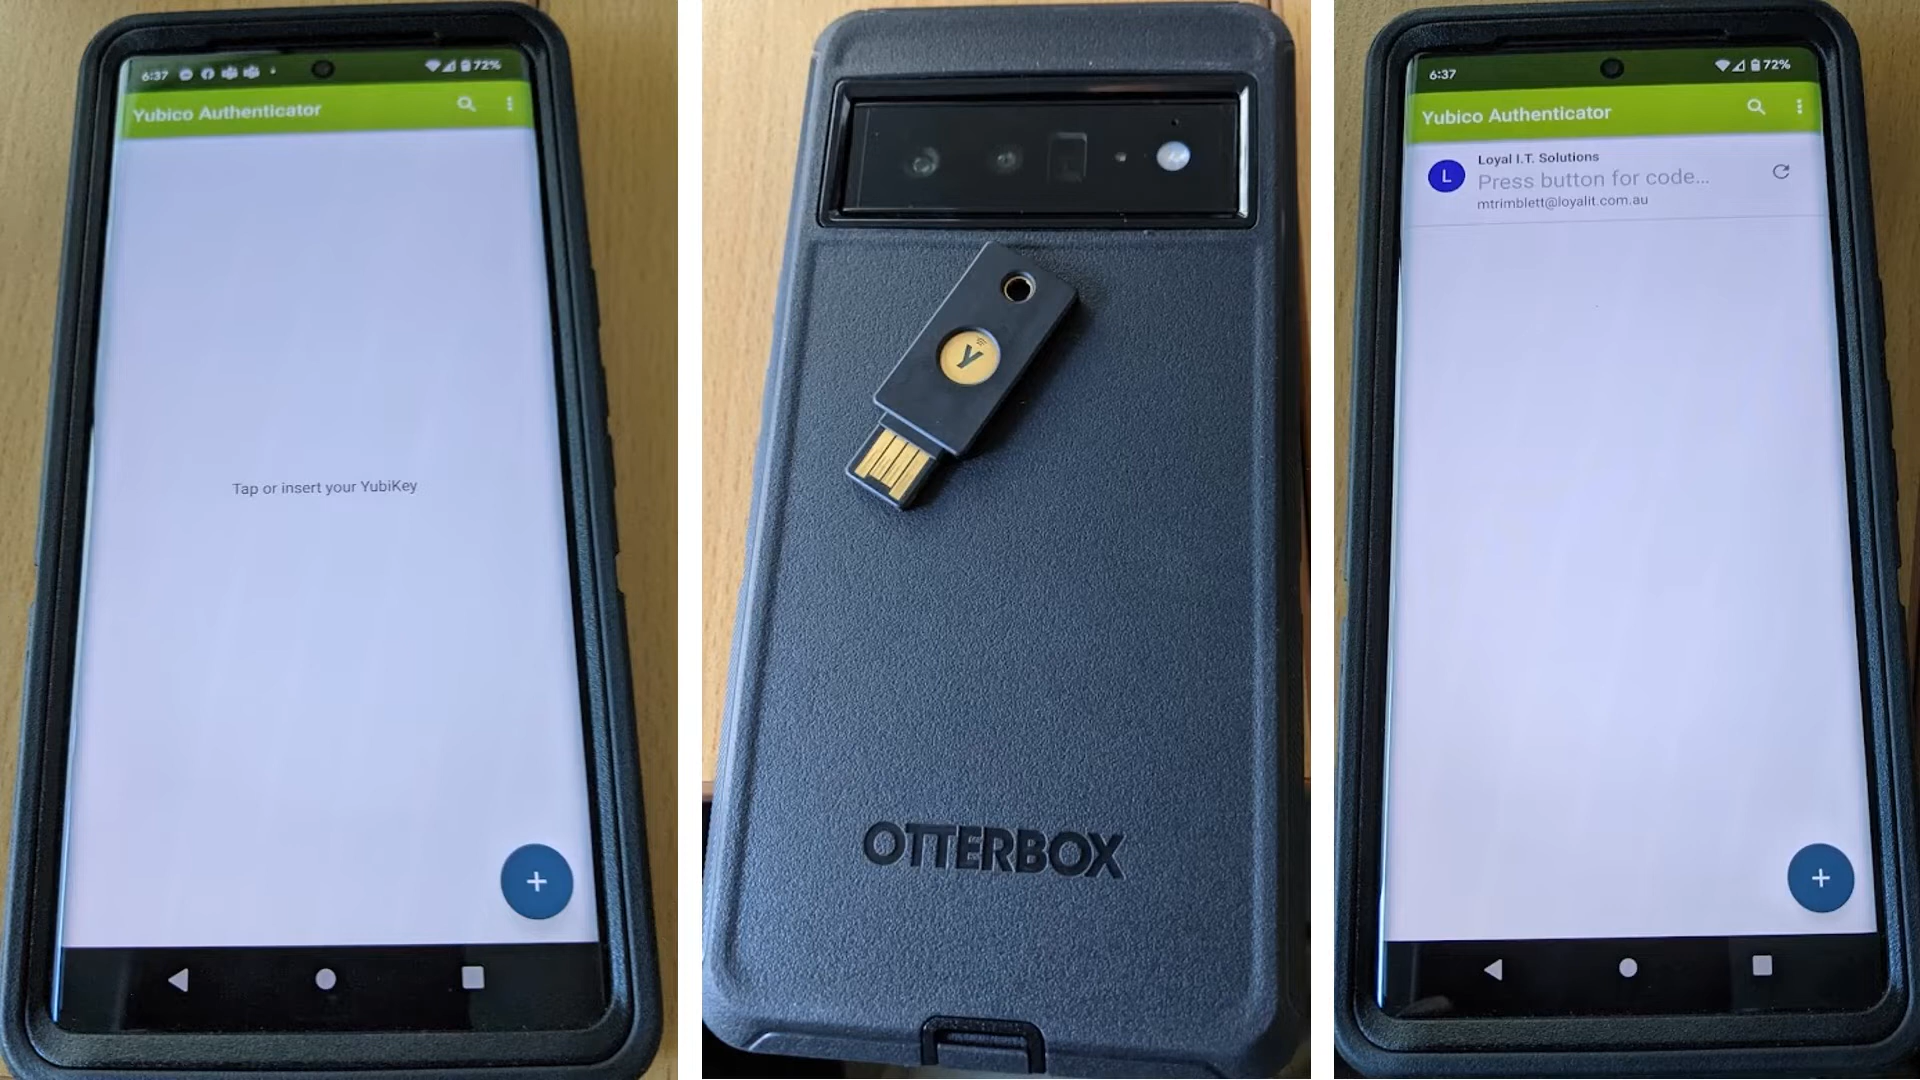 6:37
72%
Yubico Authenticator
Tap or insert your YubiKey
+
y
OTTERBOX
6:37
72%
Yubico Authenticator
L
Loyal I.T. Solutions
Press button for code...
mtrimblett@loyalit.com.au
+